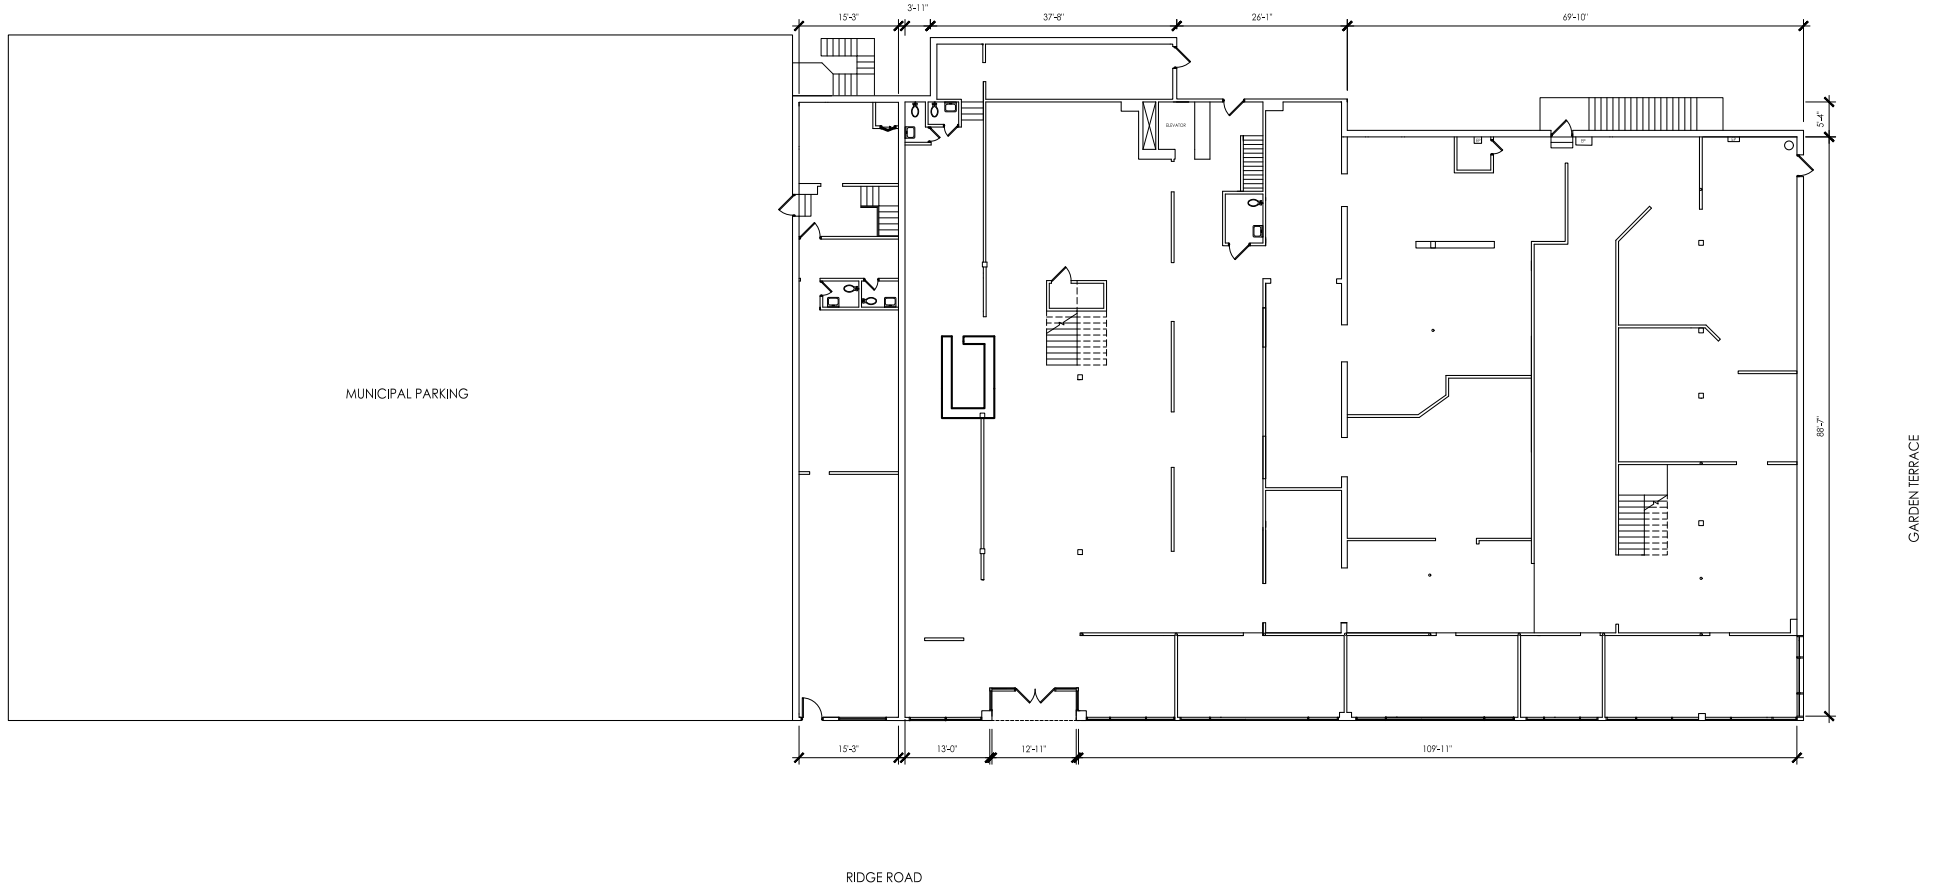 15'-3"
3'-11"
37'-8"
26'-1"
69'-10"
ELEVATOR
5'-4"
MUNICIPAL PARKING
88'-7"
GARDEN TERRACE
15'-3"
13'-0"
12'-11"
109'-11"
RIDGE ROAD